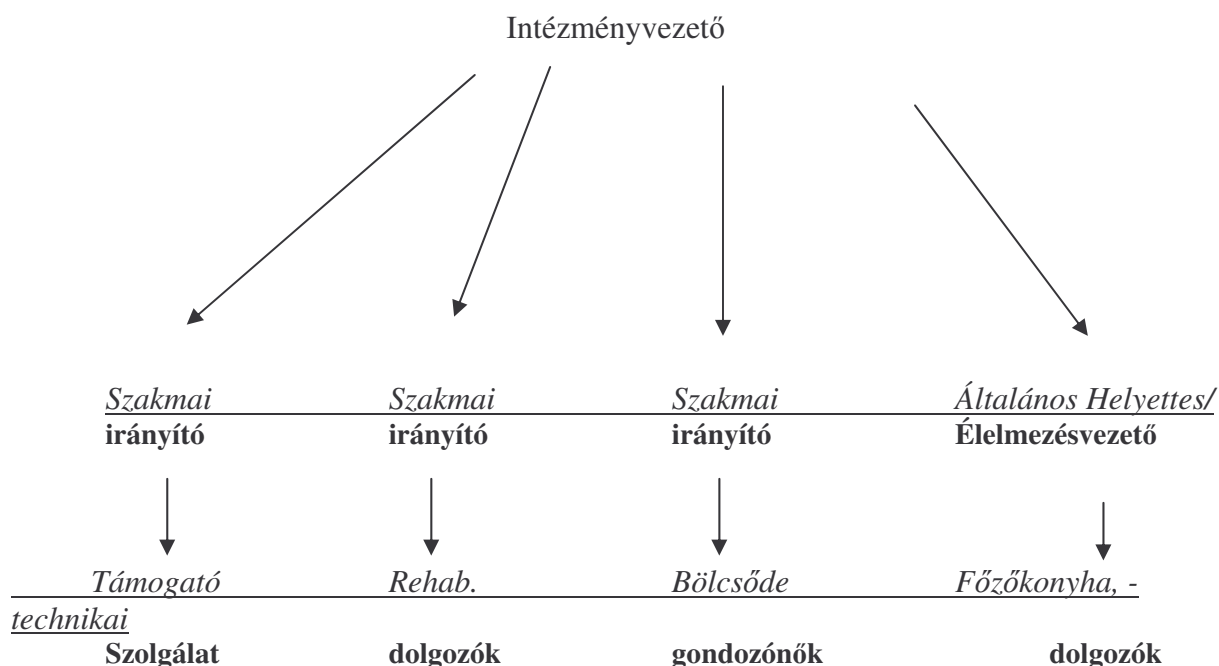 Intézményvezető
Szakmai Szakmai Szakmai Általános Helyettes/
irányító irányító irányító Élelmezésvezető
Támogató Rehab. Bölcsőde Főzőkonyha, -
technikai
Szolgálat dolgozók gondozónők dolgozók